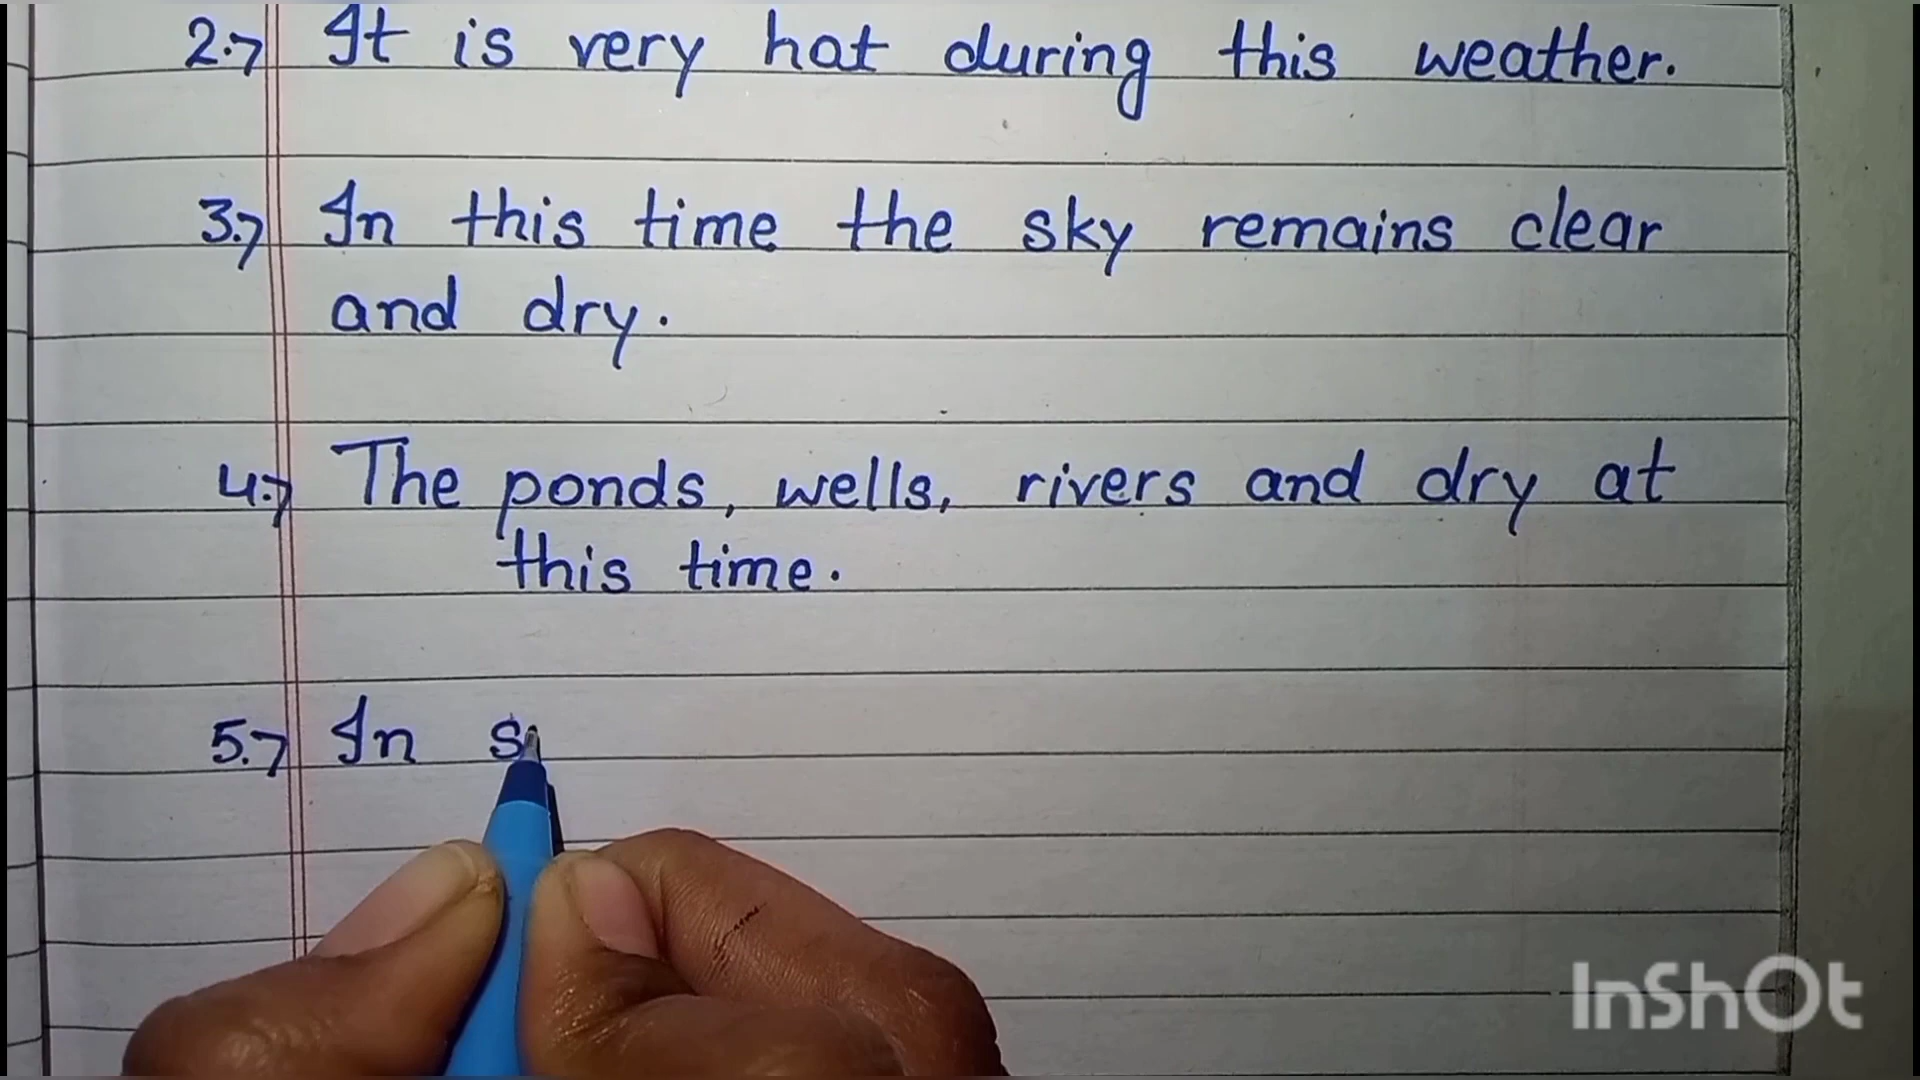 2.7 It is very hot during this weather.
3.7 In this time the sky remains clear
and dry.
4.7 The ponds, wells, rivers and dry at
this time.
5.7 In s
InShOt